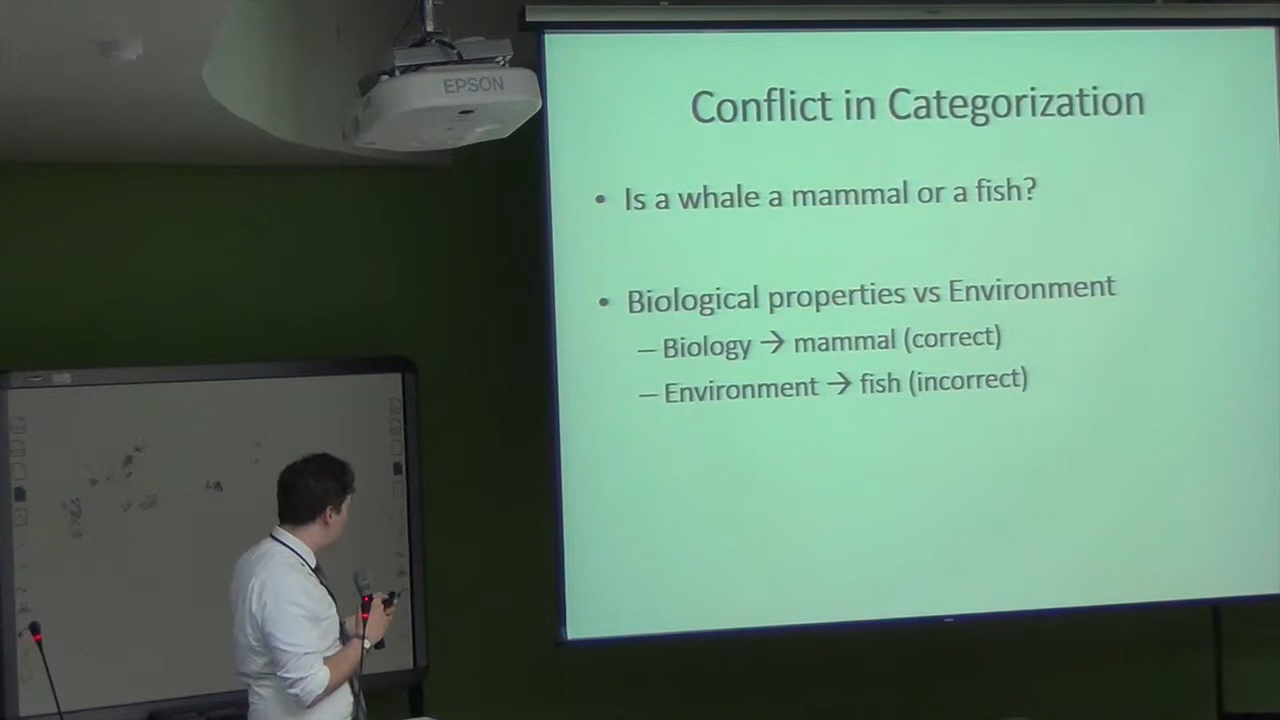 EPSON
Conflict in Categorization
• Is a whale a mammal or a fish?
• Biological properties vs Environment
– Biology → mammal (correct)
– Environment → fish (incorrect)